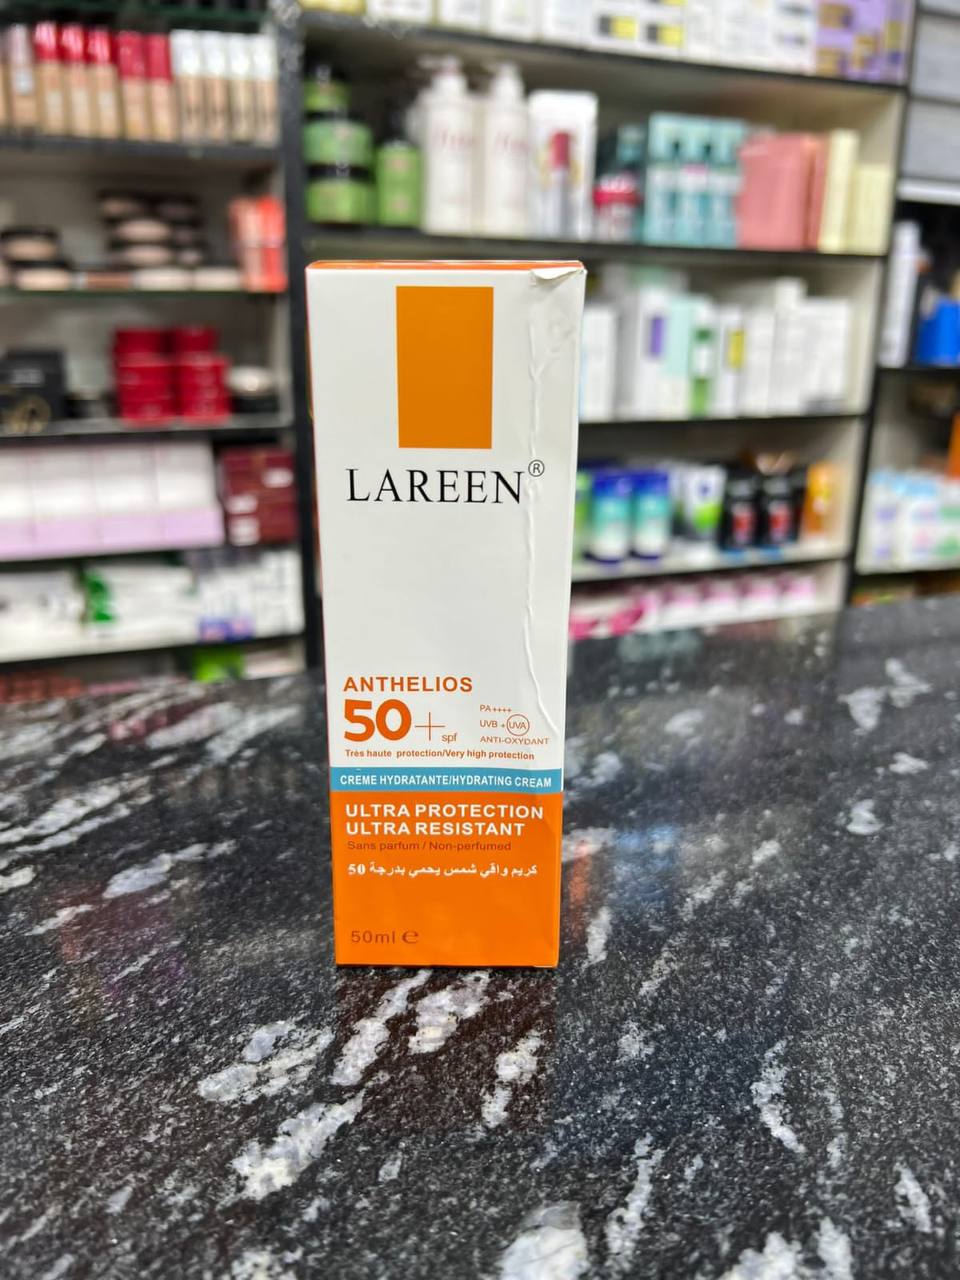 LAREEN®
ANTHELIOS
50+ spf
PA++++
UVB + UVA
ANTI-OXYDANT
Très haute protection/Very high protection
CRÈME HYDRATANTE/HYDRATING CREAM
ULTRA PROTECTION
ULTRA RESISTANT
Sans parfum / Non-perfumed
كريم واقي شمس يحمي بدرجة 50
50ml ℮